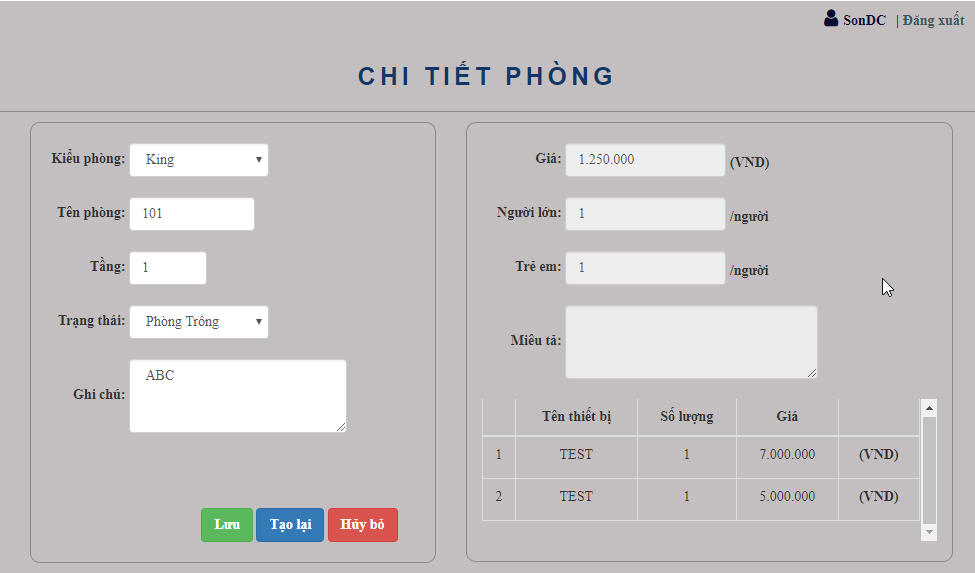 SonDC | Đăng xuất
CHI TIẾT PHÒNG
Kiểu phòng: King
Tên phòng: 101
Tầng: 1
Trạng thái: Phòng Trống
Ghi chú: ABC
Lưu Tạo lại Hủy bỏ
Giá: 1.250.000 (VND)
Người lớn: 1 /người
Trẻ em: 1 /người
Miêu tả:
Tên thiết bị Số lượng Giá
1 TEST 1 7.000.000 (VND)
2 TEST 1 5.000.000 (VND)